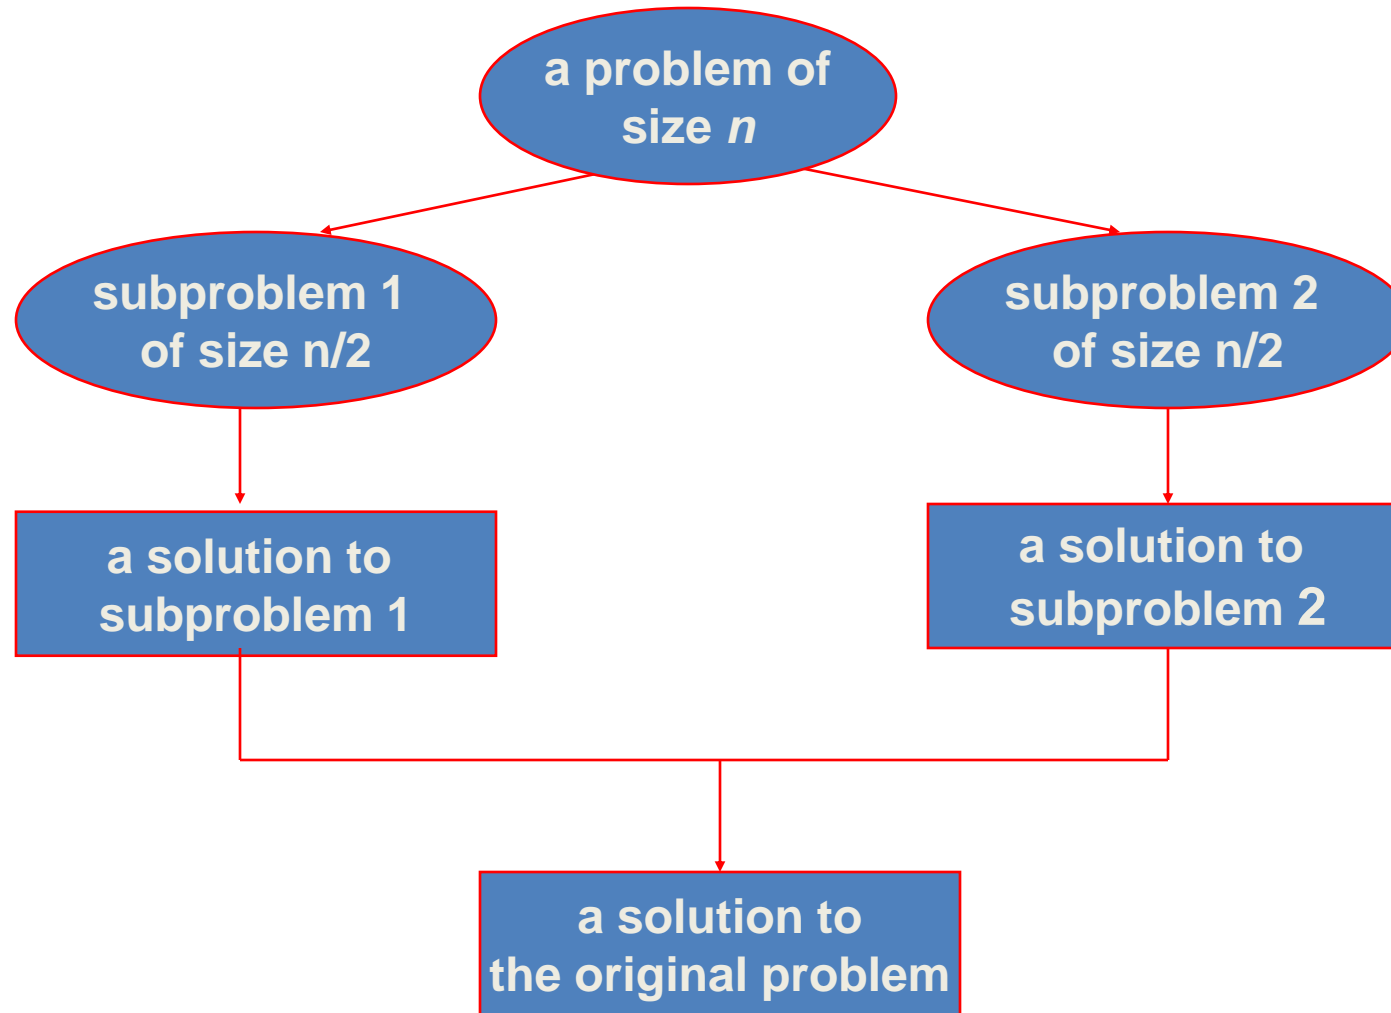 a problem of
size n
subproblem 1
of size n/2
subproblem 2
of size n/2
a solution to
subproblem 1
a solution to
subproblem 2
a solution to
the original problem